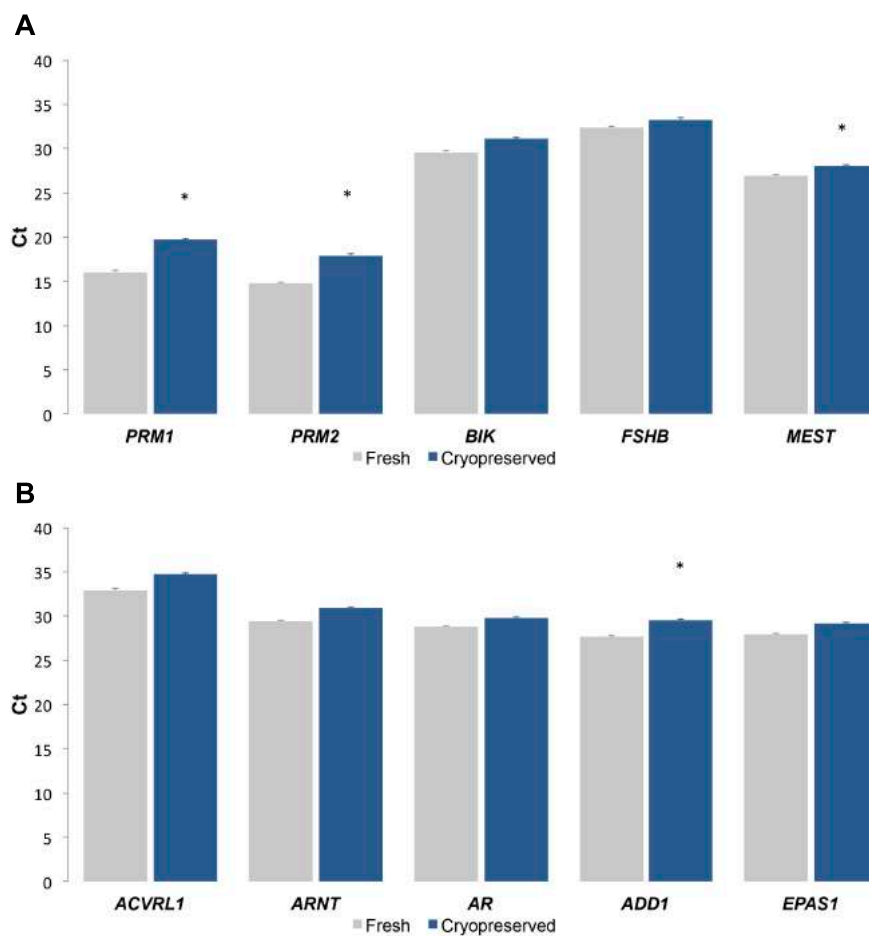 A
40
35
30
25
20
15
10
5
0
Ct
*
*
*
PRM1 PRM2 BIK FSHB MEST
Fresh Cryopreserved
B
40
35
30
25
20
15
10
5
0
Ct
*
ACVRL1 ARNT AR ADD1 EPAS1
Fresh Cryopreserved